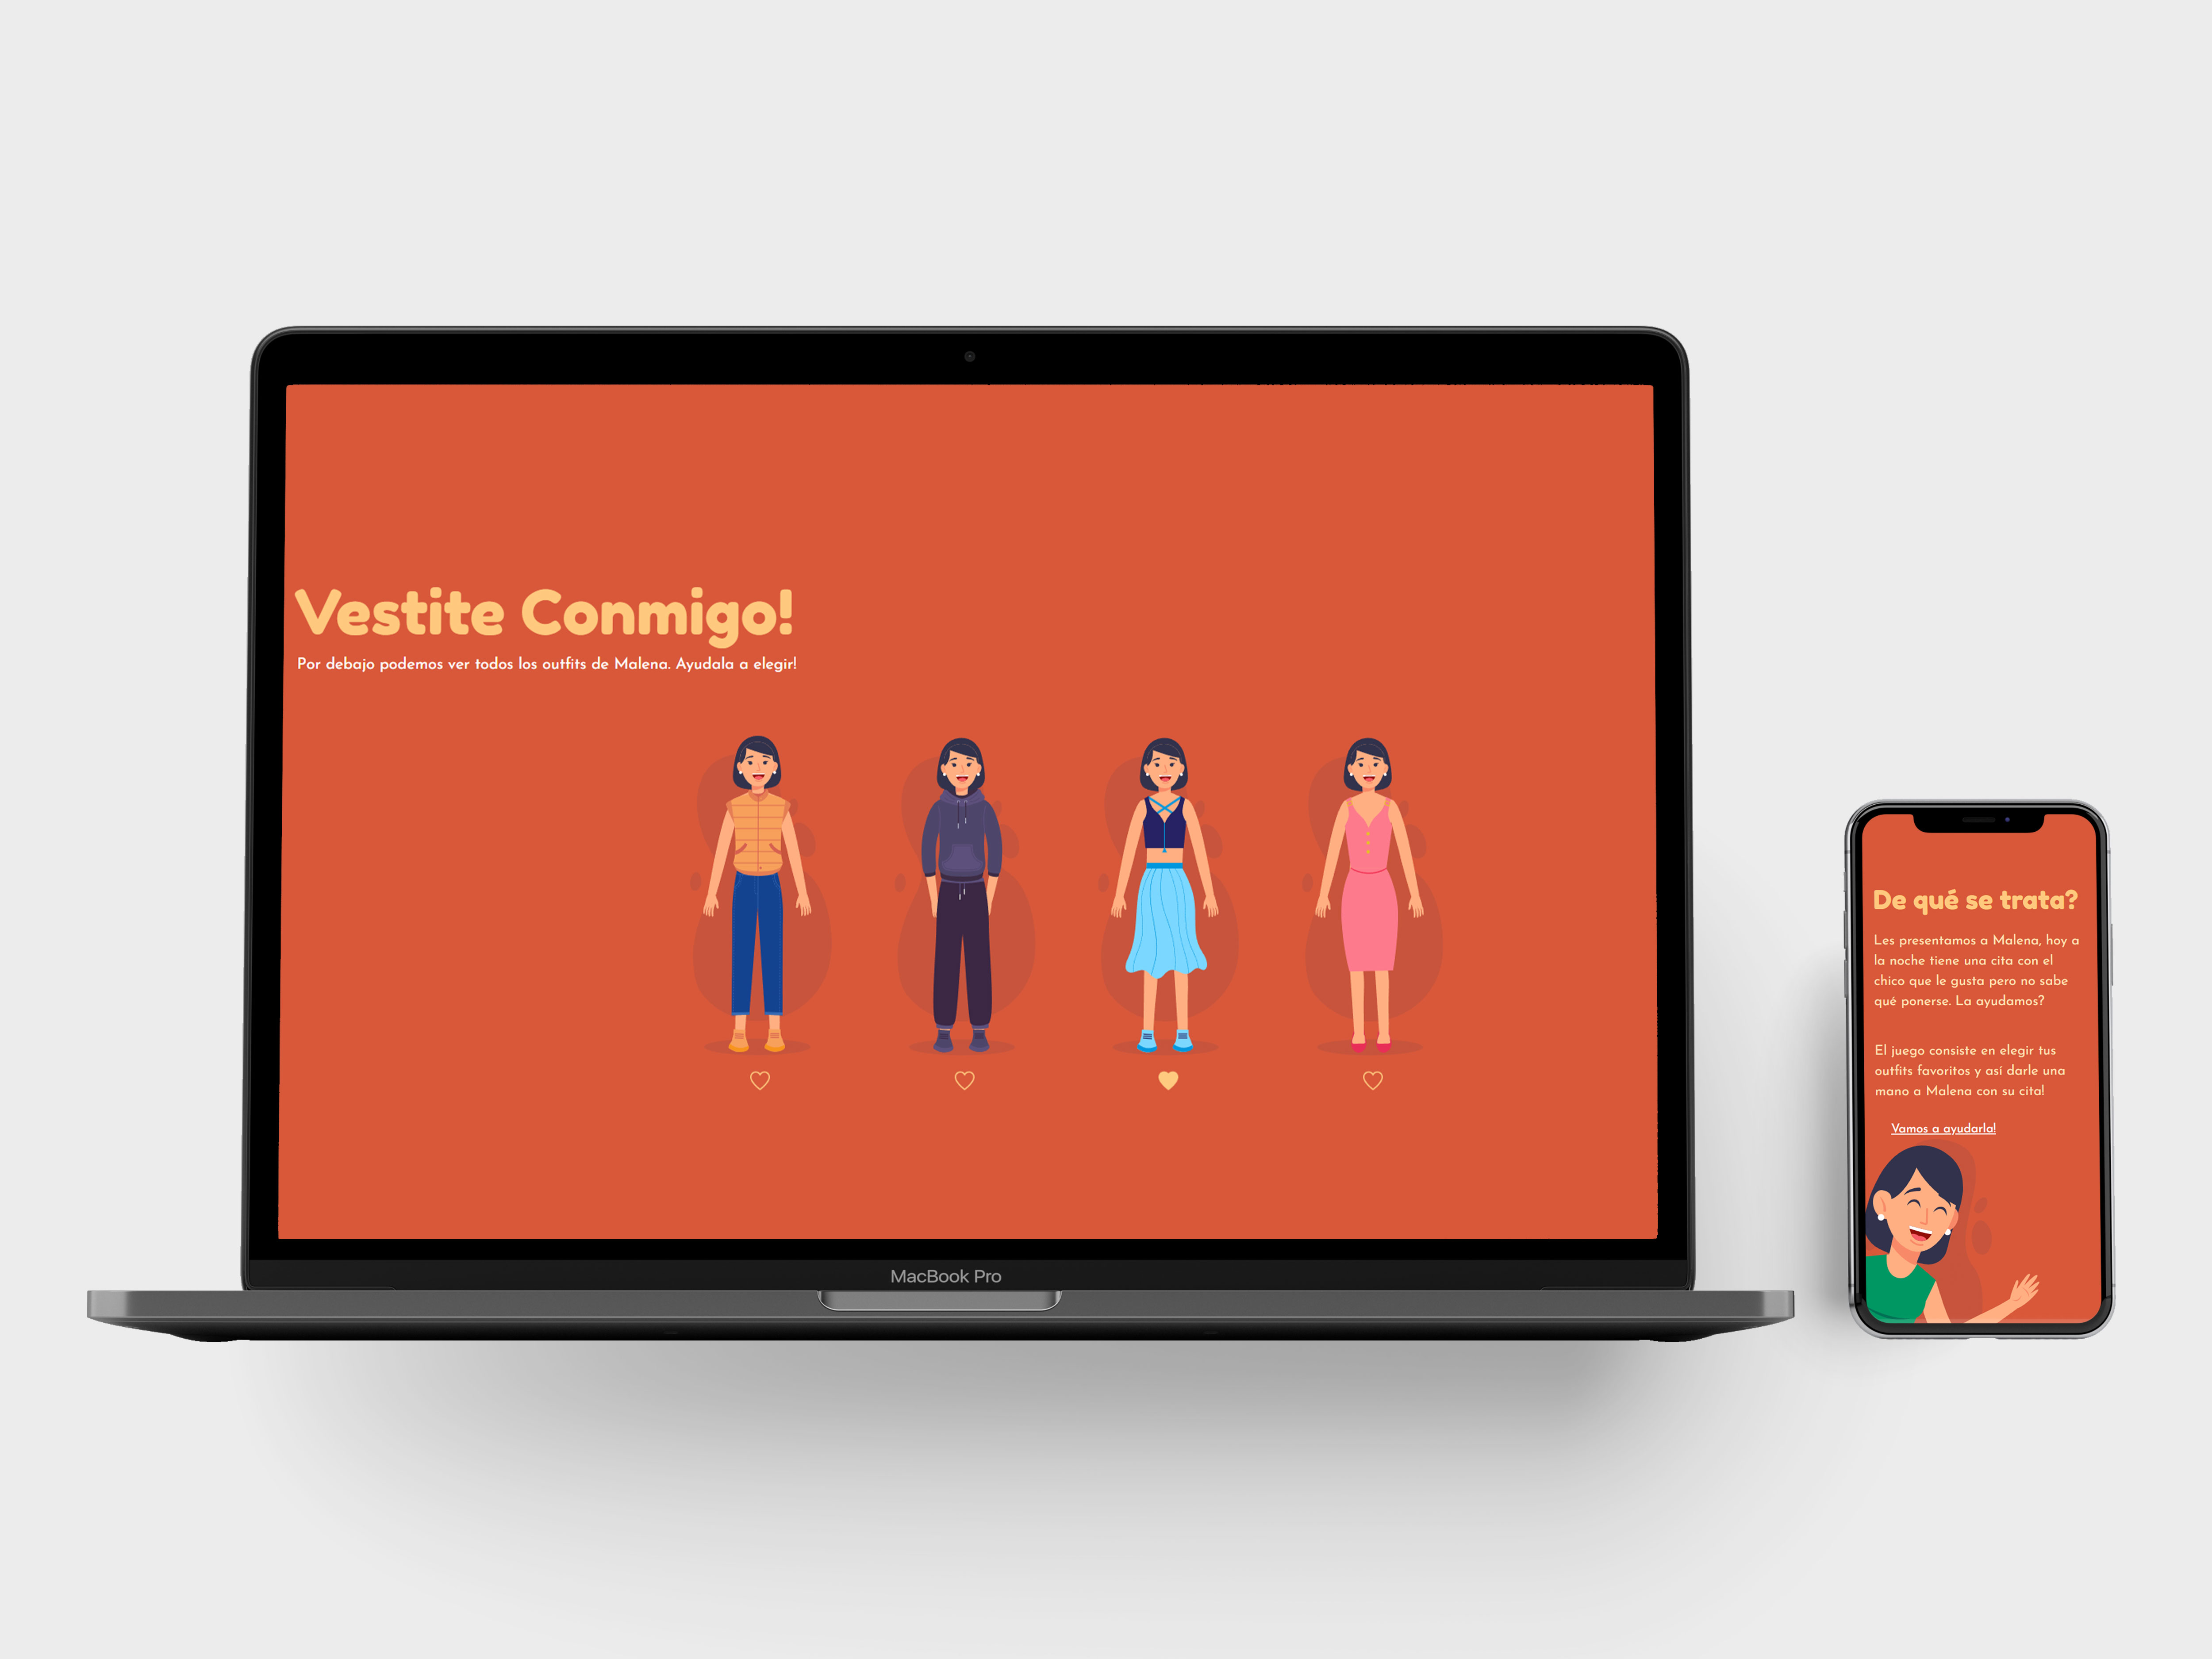 Vestite Conmigo!
Por debajo podemos ver todos los outfits de Malena. Ayudala a elegir!
MacBook Pro
De qué se trata?
Les presentamos a Malena, hoy a
la noche tiene una cita con el
chico que le gusta pero no sabe
qué ponerse. La ayudamos?
El juego consiste en elegir tus
outfits favoritos y asi darle una
mano a Malena con su cita!
Vamos a ayudarla!